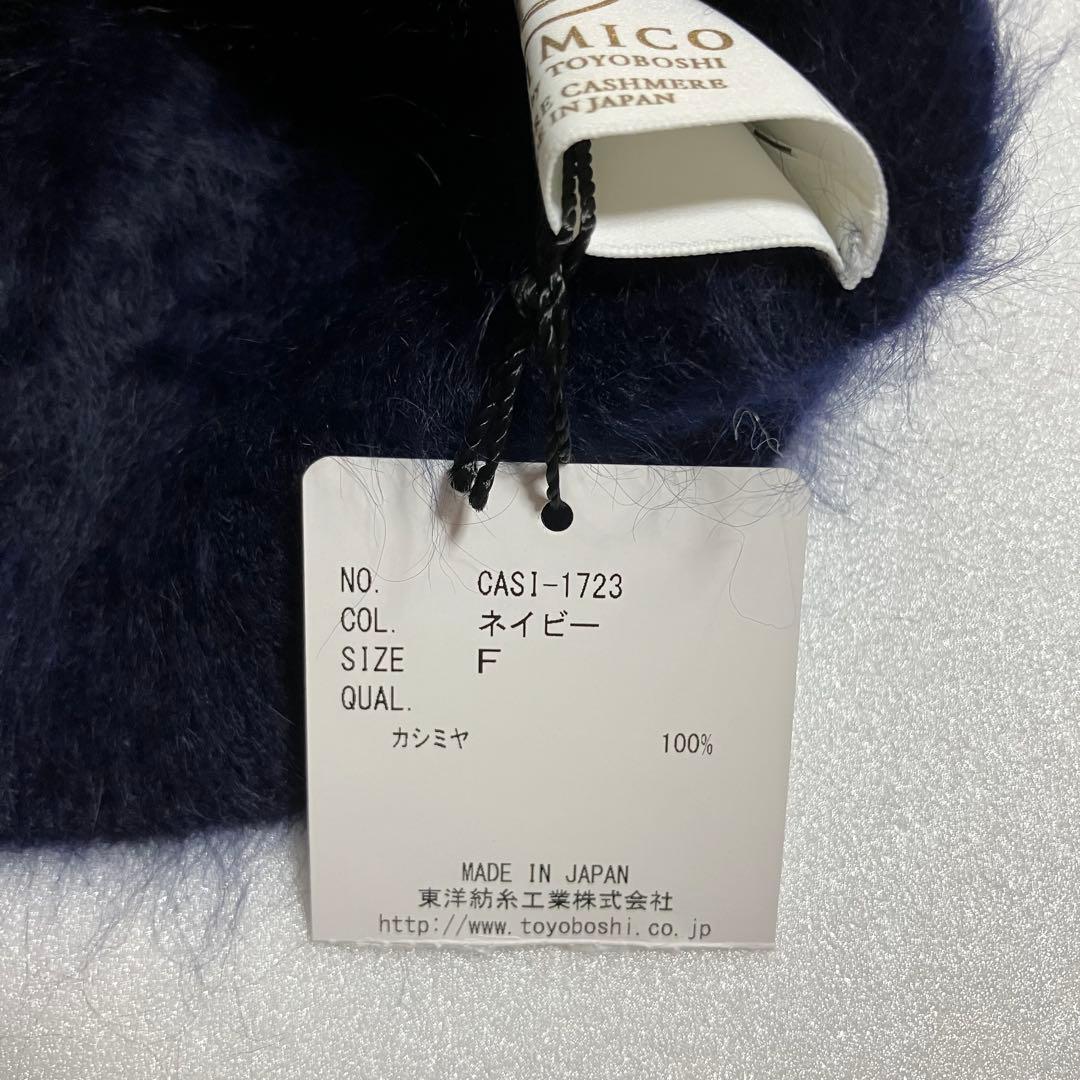 MICO
TOYOBOSHI
CASHMERE
IN JAPAN
NO. CASI-1723
COL. ネイビー
SIZE F
QUAL.
カシミヤ 100%
MADE IN JAPAN
東洋紡糸工業株式会社
http://www.toyoboshi.co.jp